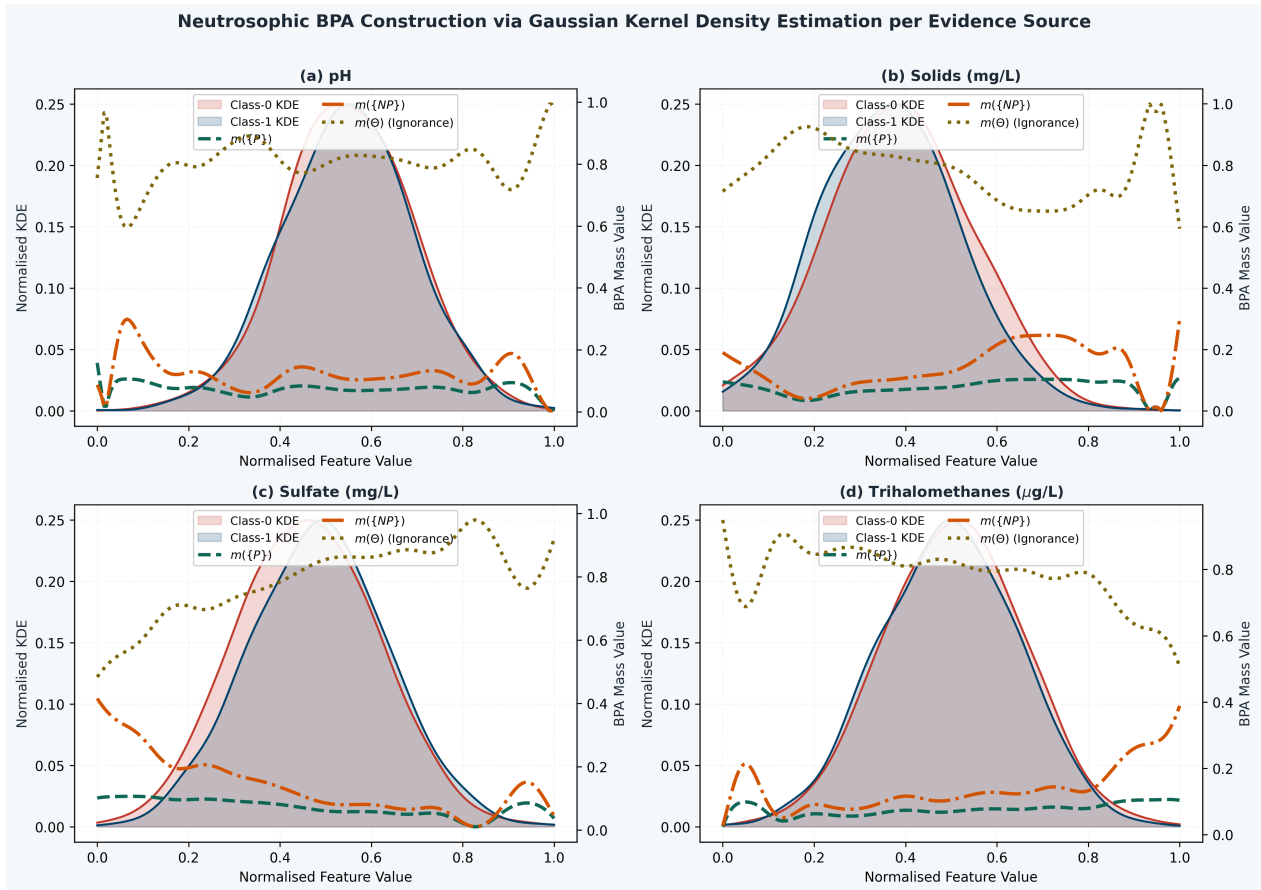 Neutrosophic BPA Construction via Gaussian Kernel Density Estimation per Evidence Source
(a) pH
Class-0 KDE
Class-1 KDE
m({P})
m({NP})
m(Θ) (Ignorance)
0.25
0.20
0.15
0.10
0.05
0.00
Normalised KDE
1.0
0.8
0.6
0.4
0.2
0.0
BPA Mass Value
0.0 0.2 0.4 0.6 0.8 1.0
Normalised Feature Value
(b) Solids (mg/L)
Class-0 KDE
Class-1 KDE
m({P})
m({NP})
m(Θ) (Ignorance)
0.25
0.20
0.15
0.10
0.05
0.00
Normalised KDE
1.0
0.8
0.6
0.4
0.2
0.0
BPA Mass Value
0.0 0.2 0.4 0.6 0.8 1.0
Normalised Feature Value
(c) Sulfate (mg/L)
Class-0 KDE
Class-1 KDE
m({P})
m({NP})
m(Θ) (Ignorance)
0.25
0.20
0.15
0.10
0.05
0.00
Normalised KDE
1.0
0.8
0.6
0.4
0.2
0.0
BPA Mass Value
0.0 0.2 0.4 0.6 0.8 1.0
Normalised Feature Value
(d) Trihalomethanes (μg/L)
Class-0 KDE
Class-1 KDE
m({P})
m({NP})
m(Θ) (Ignorance)
0.25
0.20
0.15
0.10
0.05
0.00
Normalised KDE
0.8
0.6
0.4
0.2
0.0
BPA Mass Value
0.0 0.2 0.4 0.6 0.8 1.0
Normalised Feature Value